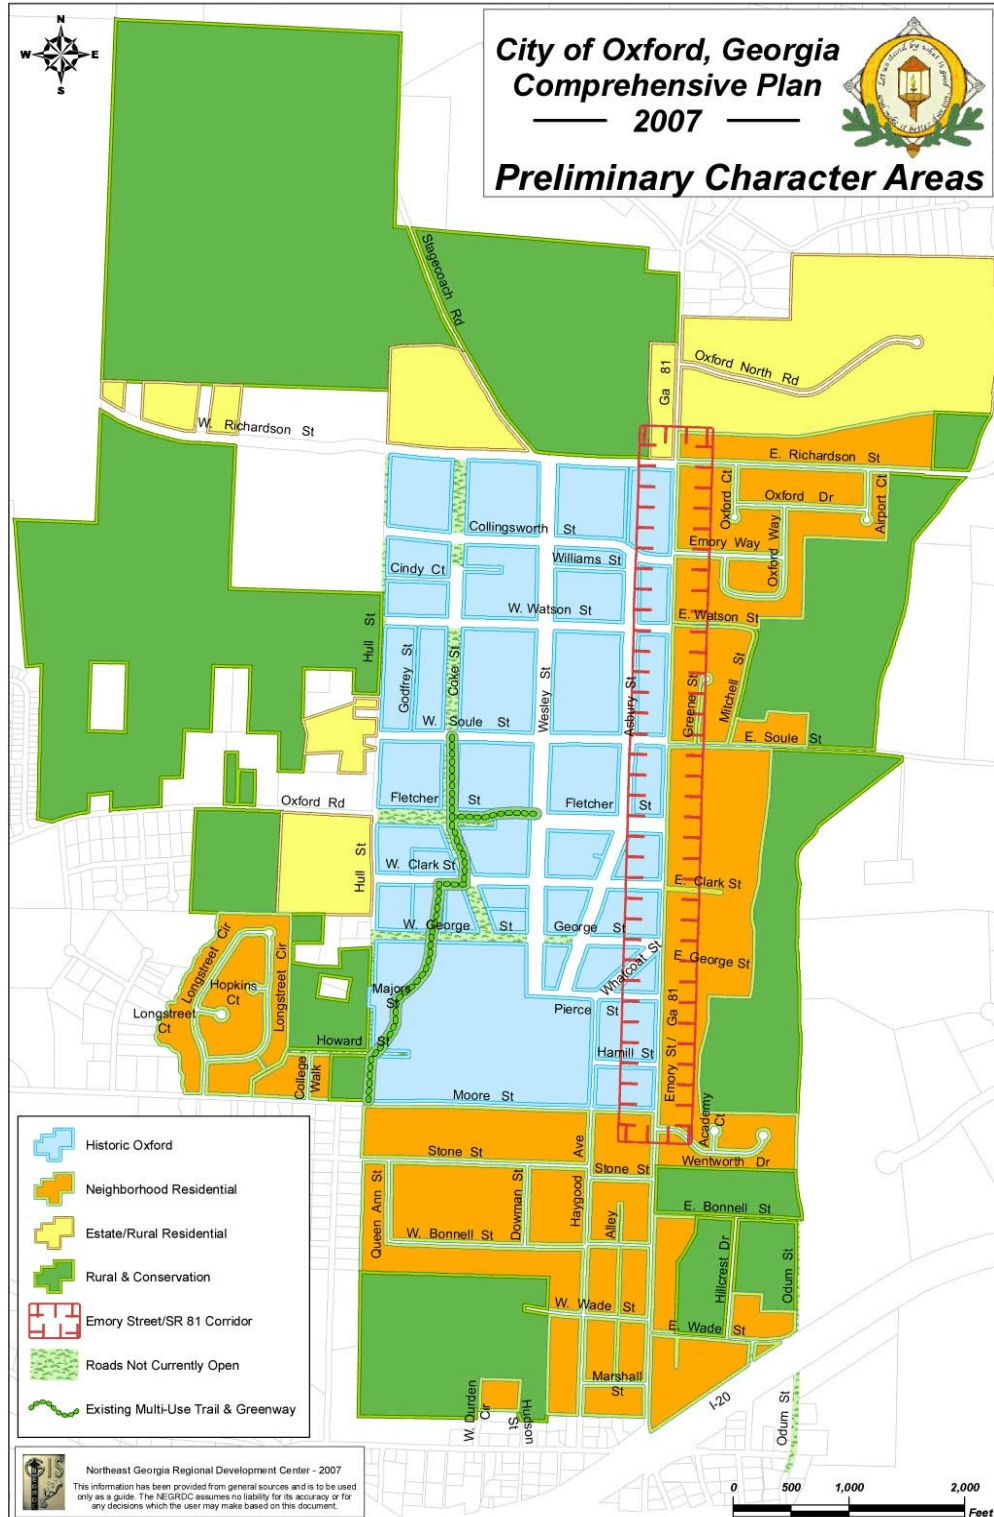 N
W
E
S
City of Oxford, Georgia
Comprehensive Plan
2007
Preliminary Character Areas
Let us stand by what is good
Stagecoach Rd
Ga 81
Oxford North Rd
W. Richardson St
E. Richardson St
Oxford Ct
Oxford Dr
Airport Ct
Collingsworth St
Emory Way
Oxford Way
Williams St
Cindy Ct
W. Watson St
E. Watson St
Hull St
Godfrey St
Coke St
Wesley St
Asbury St
Greene St
Mitchell St
W. Soule St
E. Soule St
Oxford Rd
Fletcher St
Fletcher St
Hull St
W. Clark St
E. Clark St
W. George St
George St
E George St
Whatcoat St
Longstreet Cir
Longstreet Cir
Hopkins
Ct
Longstreet
Ct
Majors
St
Pierce St
Howard St
Hamill St
Emory St / Ga 81
College
Walk
Moore St
Academy
Ct
Stone St
Stone St
Wentworth Dr
Queen Ann St
Dowman St
Haygood Ave
Alley
W. Bonnell St
E. Bonnell St
Hillcrest Dr
Odum St
W. Wade St
E. Wade St
Marshall
St
I-20
W. Durden
Cir
Hudson
St
Odum St
Historic Oxford
Neighborhood Residential
Estate/Rural Residential
Rural & Conservation
Emory Street/SR 81 Corridor
Roads Not Currently Open
Existing Multi-Use Trail & Greenway
GIS
Northeast Georgia Regional Development Center - 2007
This information has been provided from general sources and is to be used
only as a guide. The NEGRDC assumes no liability for its accuracy or for
any decisions which the user may make based on this document.
0 500 1,000 2,000
Feet